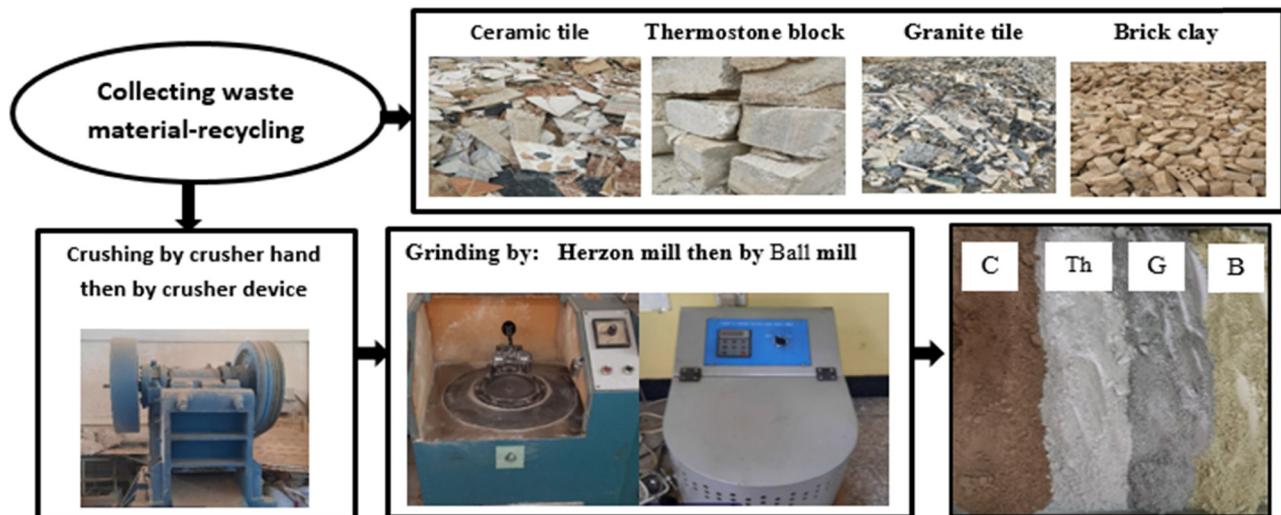 Collecting waste
material-recycling
Ceramic tile
Thermostone block
Granite tile
Brick clay
Crushing by crusher hand
then by crusher device
Grinding by: Herzon mill then by Ball mill
C
Th
G
B